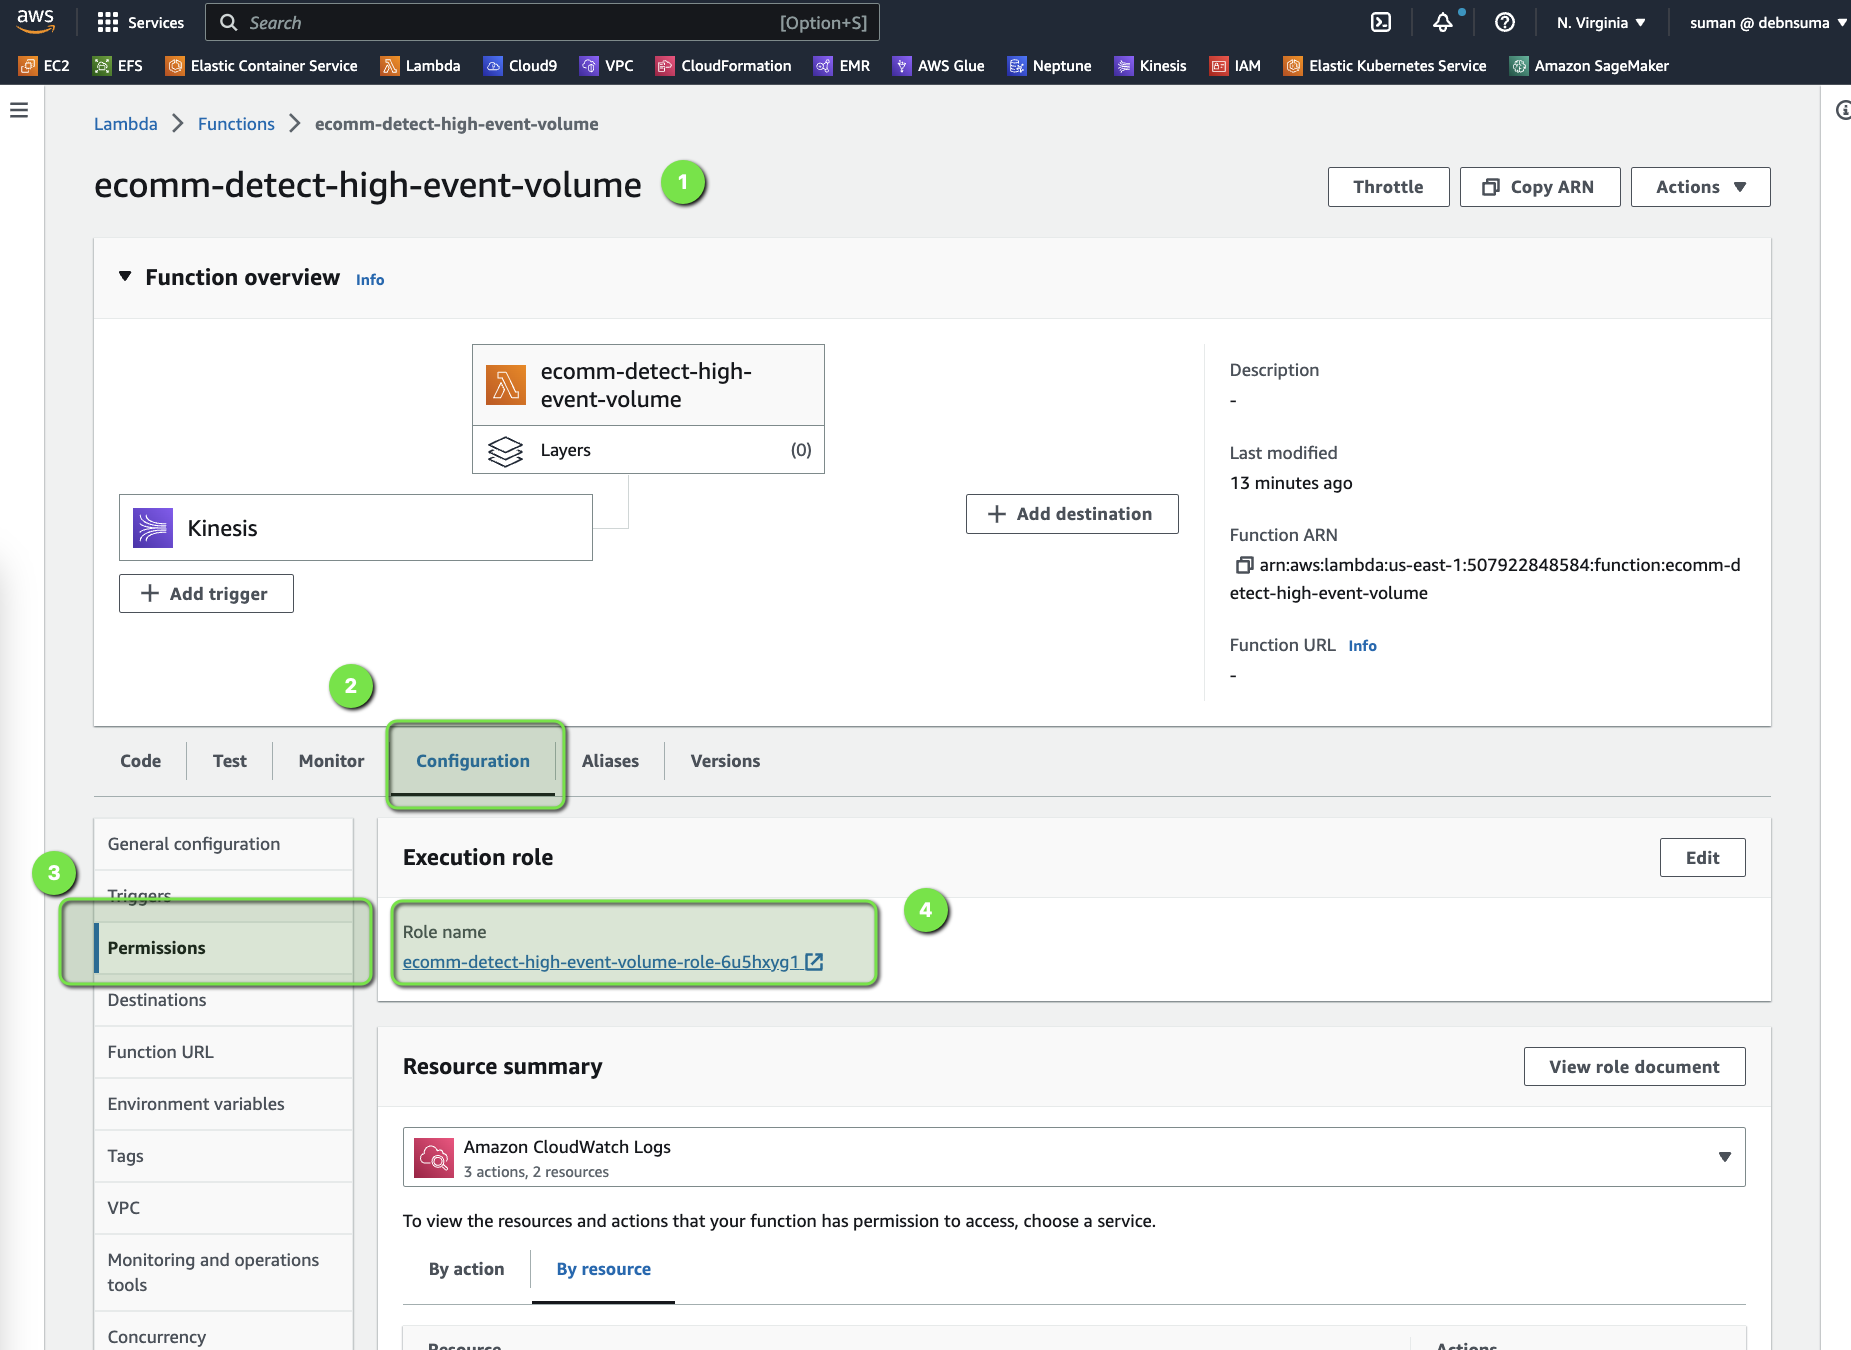 aws Services Search [Option+S] N. Virginia ▼ suman @ debnsuma ▼
EC2 EFS Elastic Container Service Lambda Cloud9 VPC CloudFormation EMR AWS Glue Neptune Kinesis IAM Elastic Kubernetes Service Amazon SageMaker
Lambda > Functions > ecomm-detect-high-event-volume
ecomm-detect-high-event-volume 1
Throttle Copy ARN Actions ▼
Function overview Info
ecomm-detect-high-
event-volume
Layers (0)
Kinesis
+ Add trigger
+ Add destination
Description
-
Last modified
13 minutes ago
Function ARN
arn:aws:lambda:us-east-1:507922848584:function:ecomm-d
etect-high-event-volume
Function URL Info
-
2
Code Test Monitor Configuration Aliases Versions
General configuration
3
Triggers
Permissions
Destinations
Function URL
Environment variables
Tags
VPC
Monitoring and operations
tools
Concurrency
Execution role Edit
4
Role name
ecomm-detect-high-event-volume-role-6u5hxyg1
Resource summary View role document
Amazon CloudWatch Logs
3 actions, 2 resources
To view the resources and actions that your function has permission to access, choose a service.
By action By resource
Resource Actions